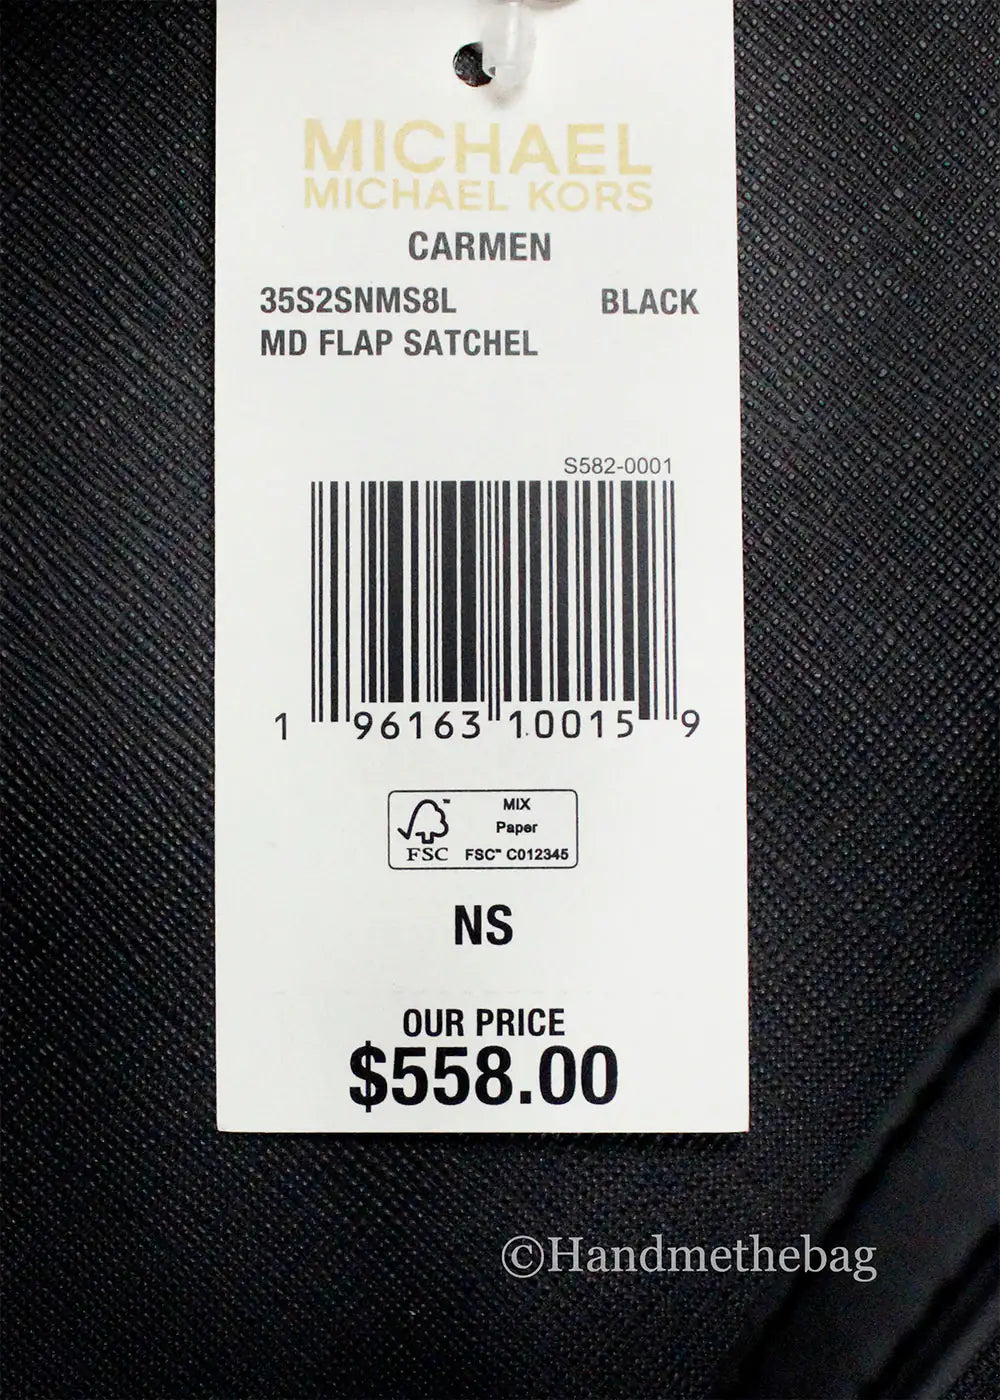 MICHAEL
MICHAEL KORS
CARMEN
35S2SNMS8L BLACK
MD FLAP SATCHEL
S582-0001
1 96163 10015 9
MIX
Paper
FSC™ FSC™ C012345
NS
OUR PRICE
$558.00
©Handmethebag